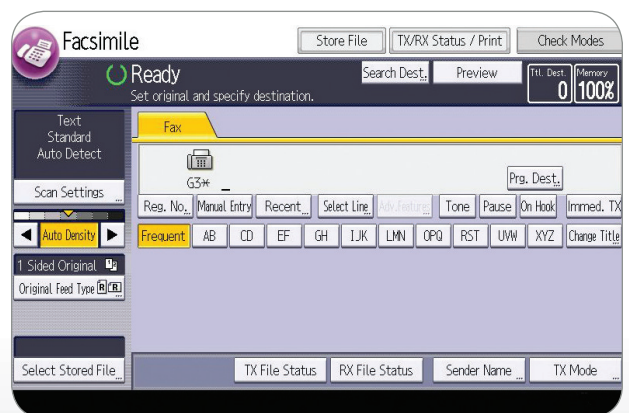 Facsimile
Store File TX/RX Status / Print Check Modes
Ready
Search Dest. Preview
Ttl. Dest. 0 Memory 100%
Set original and specify destination.
Text
Standard
Auto Detect
Scan Settings
Auto Density
1 Sided Original
Original Feed Type R R
Select Stored File
Fax
G3 _
Prg. Dest.
Reg. No. Manual Entry Recent Select Line Adv. Features Tone Pause On Hook Immed. TX
Frequent AB CD EF GH IJK LMN OPQ RST UVW XYZ Change Title
TX File Status RX File Status Sender Name TX Mode